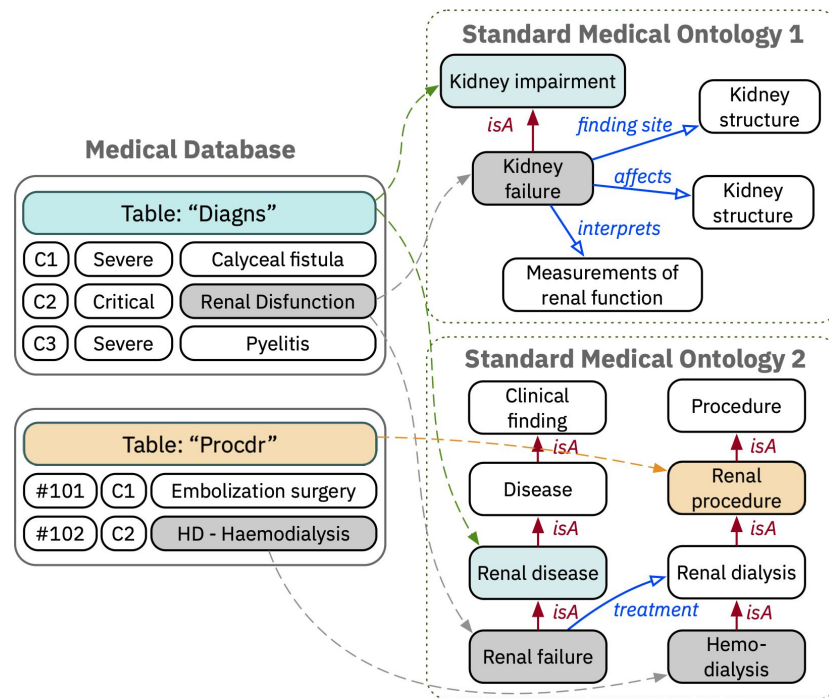 Medical Database
Table: “Diagns”
C1 Severe Calyceal fistula
C2 Critical Renal Disfunction
C3 Severe Pyelitis
Table: “Procdr”
#101 C1 Embolization surgery
#102 C2 HD - Haemodialysis
Standard Medical Ontology 1
Kidney impairment
isA
finding site
Kidney
structure
Kidney
failure
affects
Kidney
structure
interprets
Measurements of
renal function
Standard Medical Ontology 2
Clinical
finding
Procedure
isA
isA
Disease
Renal
procedure
isA
isA
Renal disease
Renal dialysis
isA
treatment
isA
Renal failure
Hemo-
dialysis